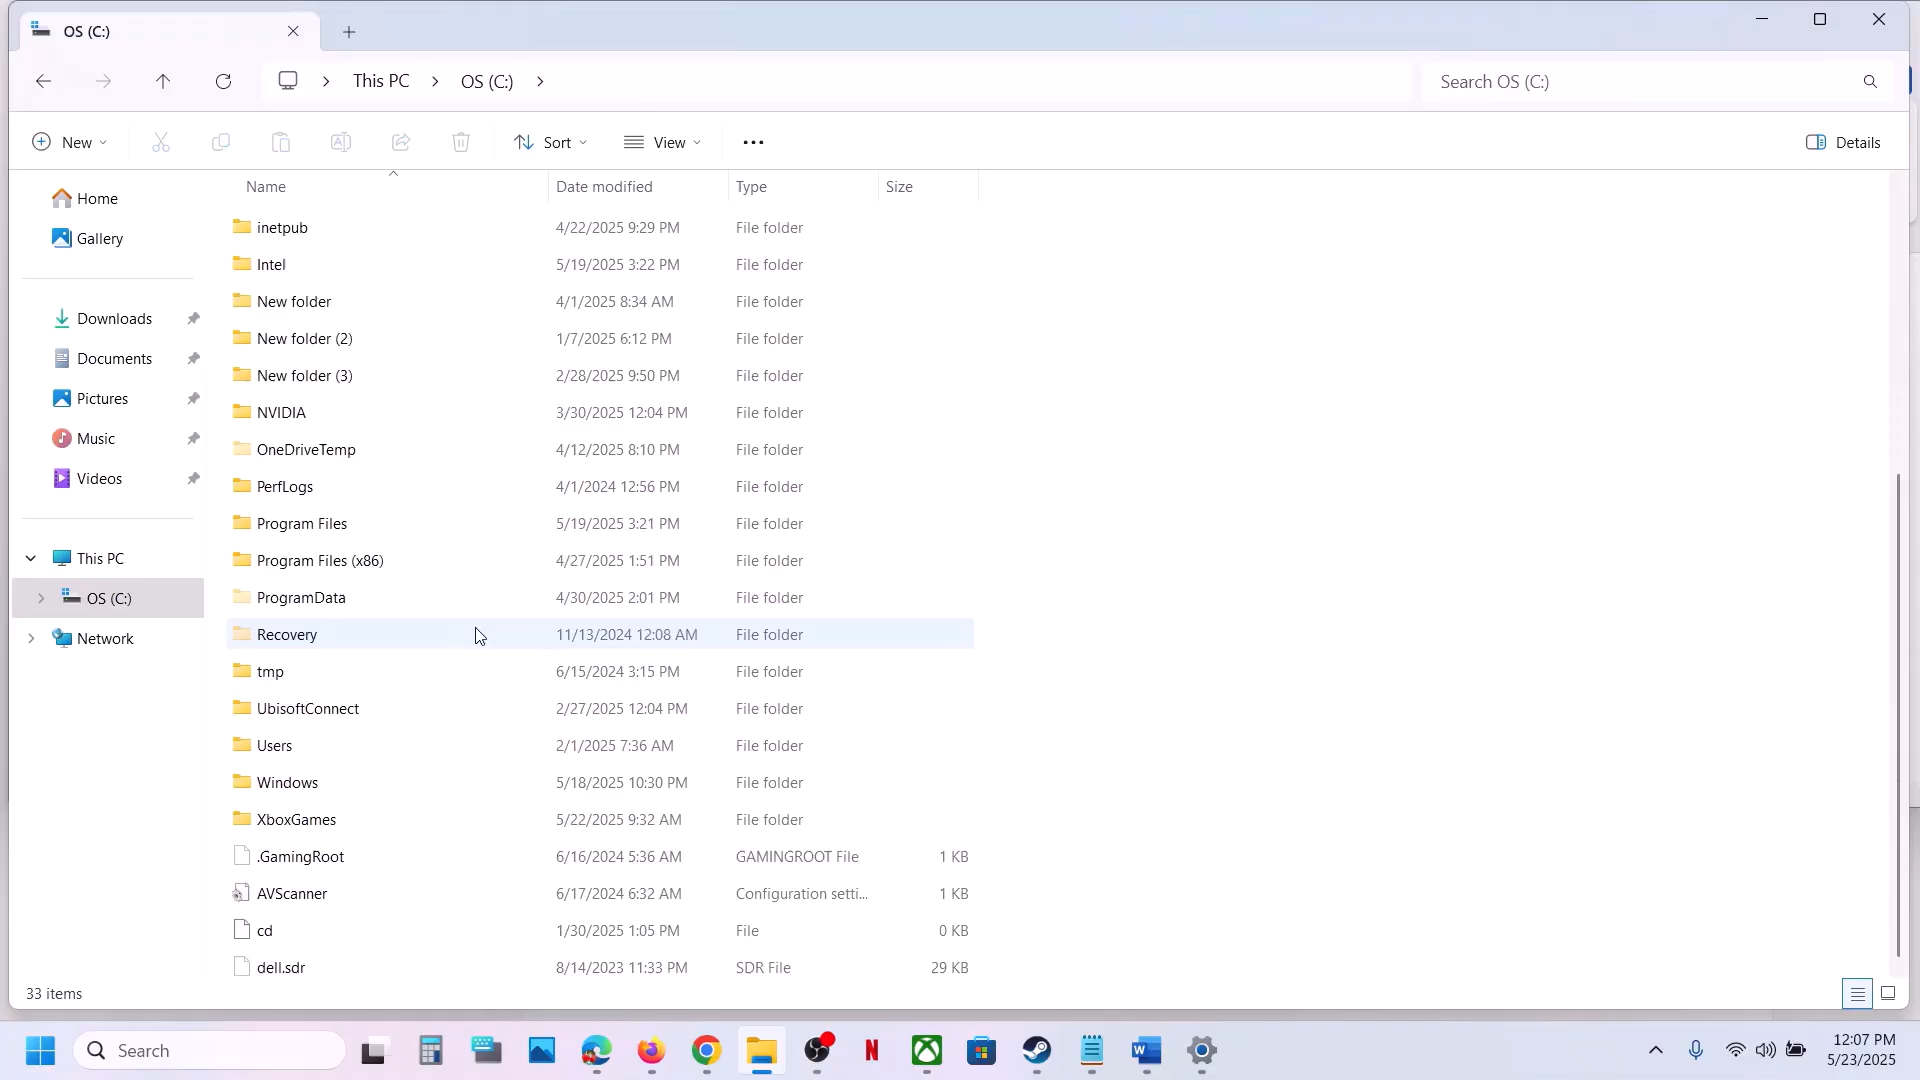 OS (C:)
This PC > OS (C:) >
Search OS (C:)
New
Sort
View
Details
Name Date modified Type Size
Home
Gallery
Downloads
Documents
Pictures
Music
Videos
This PC
OS (C:)
Network
inetpub 4/22/2025 9:29 PM File folder
Intel 5/19/2025 3:22 PM File folder
New folder 4/1/2025 8:34 AM File folder
New folder (2) 1/7/2025 6:12 PM File folder
New folder (3) 2/28/2025 9:50 PM File folder
NVIDIA 3/30/2025 12:04 PM File folder
OneDriveTemp 4/12/2025 8:10 PM File folder
PerfLogs 4/1/2024 12:56 PM File folder
Program Files 5/19/2025 3:21 PM File folder
Program Files (x86) 4/27/2025 1:51 PM File folder
ProgramData 4/30/2025 2:01 PM File folder
Recovery 11/13/2024 12:08 AM File folder
tmp 6/15/2024 3:15 PM File folder
UbisoftConnect 2/27/2025 12:04 PM File folder
Users 2/1/2025 7:36 AM File folder
Windows 5/18/2025 10:30 PM File folder
XboxGames 5/22/2025 9:32 AM File folder
.GamingRoot 6/16/2024 5:36 AM GAMINGROOT File 1 KB
AVScanner 6/17/2024 6:32 AM Configuration setti... 1 KB
cd 1/30/2025 1:05 PM File 0 KB
dell.sdr 8/14/2023 11:33 PM SDR File 29 KB
33 items
Search
12:07 PM
5/23/2025